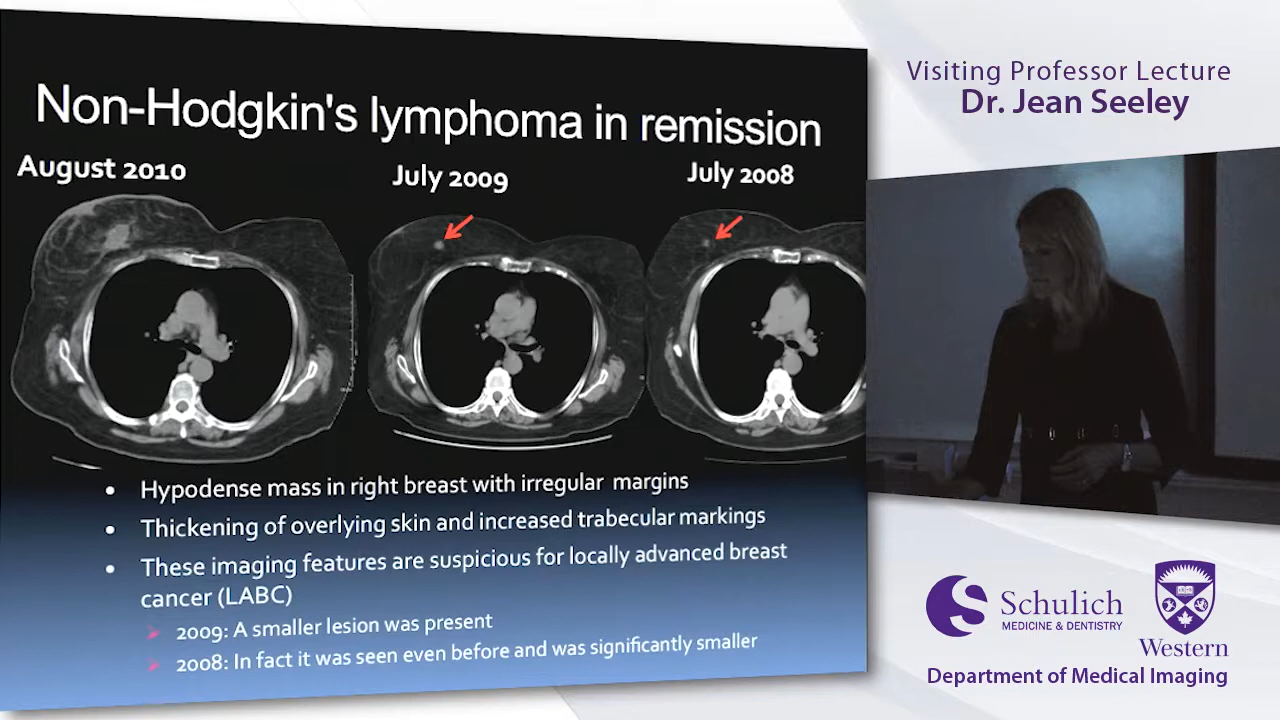 Non-Hodgkin's lymphoma in remission
August 2010
July 2009
July 2008
• Hypodense mass in right breast with irregular margins
• Thickening of overlying skin and increased trabecular markings
• These imaging features are suspicious for locally advanced breast
cancer (LABC)
➢ 2009: A smaller lesion was present
➢ 2008: In fact it was seen even before and was significantly smaller
Visiting Professor Lecture
Dr. Jean Seeley
Schulich
MEDICINE & DENTISTRY
Western
Department of Medical Imaging